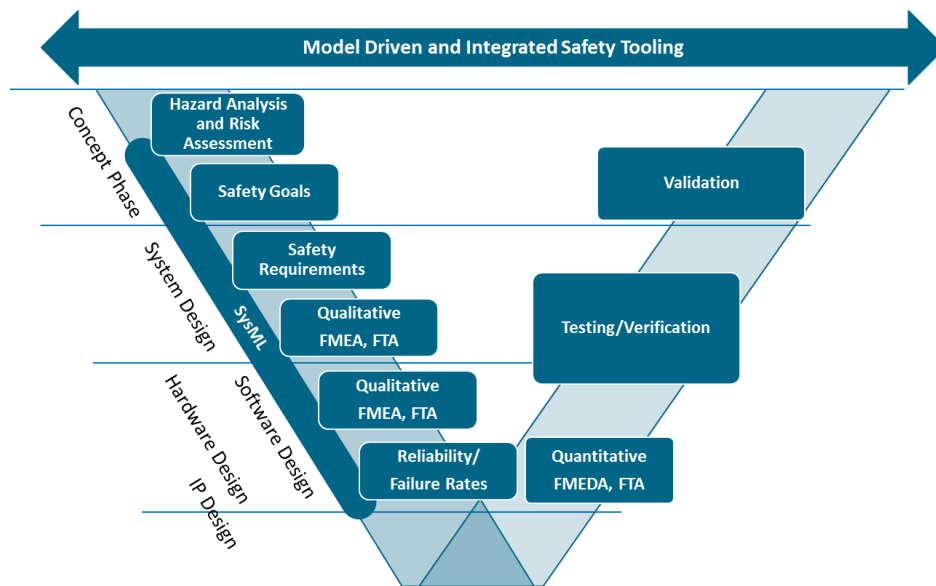 Model Driven and Integrated Safety Tooling
Hazard Analysis
and Risk
Assessment
Concept Phase
Safety Goals
Validation
Safety
Requirements
System Design
SysML
Qualitative
FMEA, FTA
Testing/Verification
Qualitative
FMEA, FTA
Hardware Design
Software Design
IP Design
Reliability/
Failure Rates
Quantitative
FMEDA, FTA